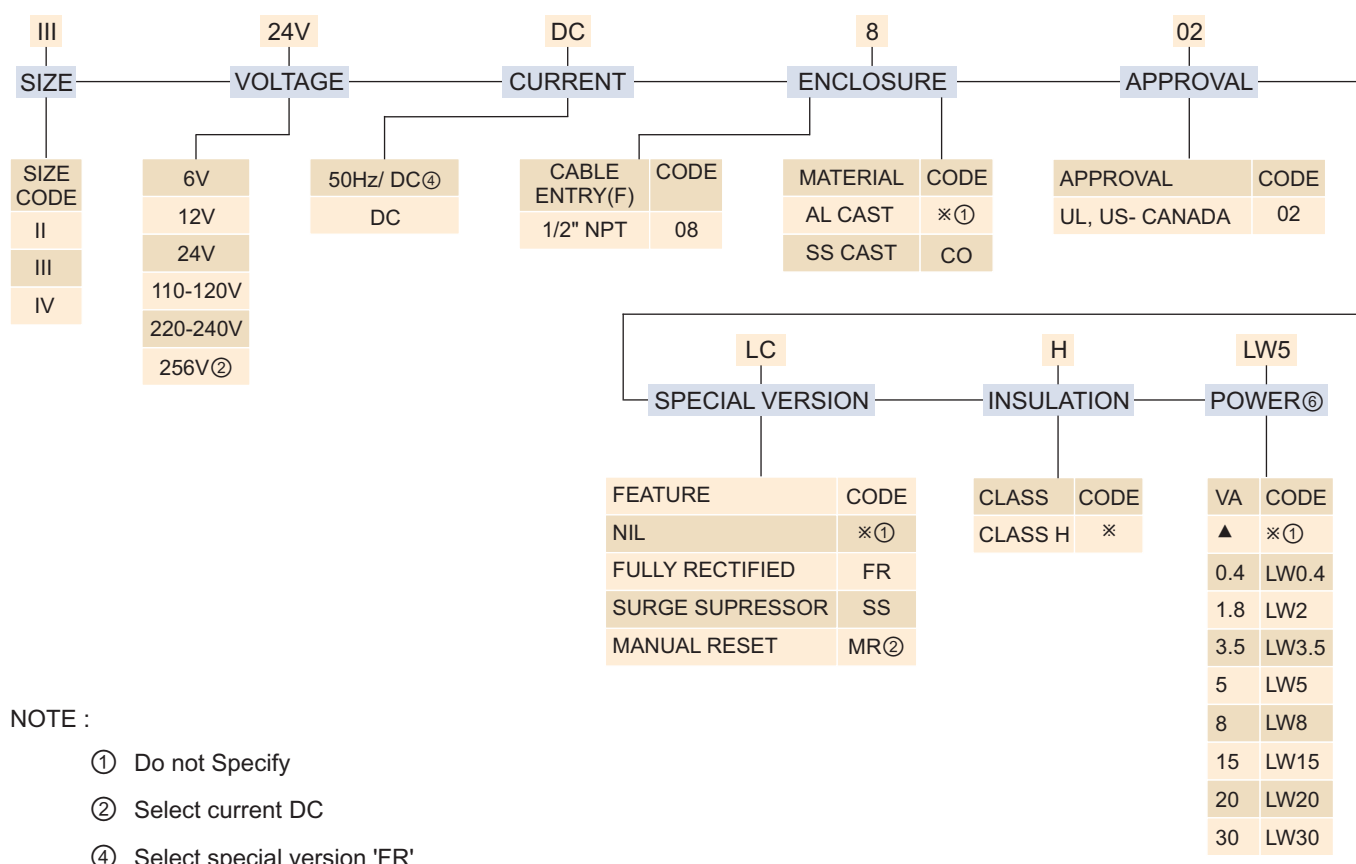 III 24V DC 8 02
SIZE VOLTAGE CURRENT ENCLOSURE APPROVAL
SIZE
CODE
II
III
IV
6V
12V
24V
110-120V
220-240V
256V②
50Hz/ DC④
DC
CABLE
ENTRY(F) CODE
1/2" NPT 08
MATERIAL CODE
AL CAST ※①
SS CAST CO
APPROVAL CODE
UL, US- CANADA 02
LC H LW5
SPECIAL VERSION INSULATION POWER⑥
FEATURE CODE
NIL ※①
FULLY RECTIFIED FR
SURGE SUPRESSOR SS
MANUAL RESET MR②
CLASS CODE
CLASS H ※
VA CODE
▲ ※①
0.4 LW0.4
1.8 LW2
3.5 LW3.5
5 LW5
8 LW8
15 LW15
20 LW20
30 LW30
NOTE :
① Do not Specify
② Select current DC
④ Select special version 'FR'